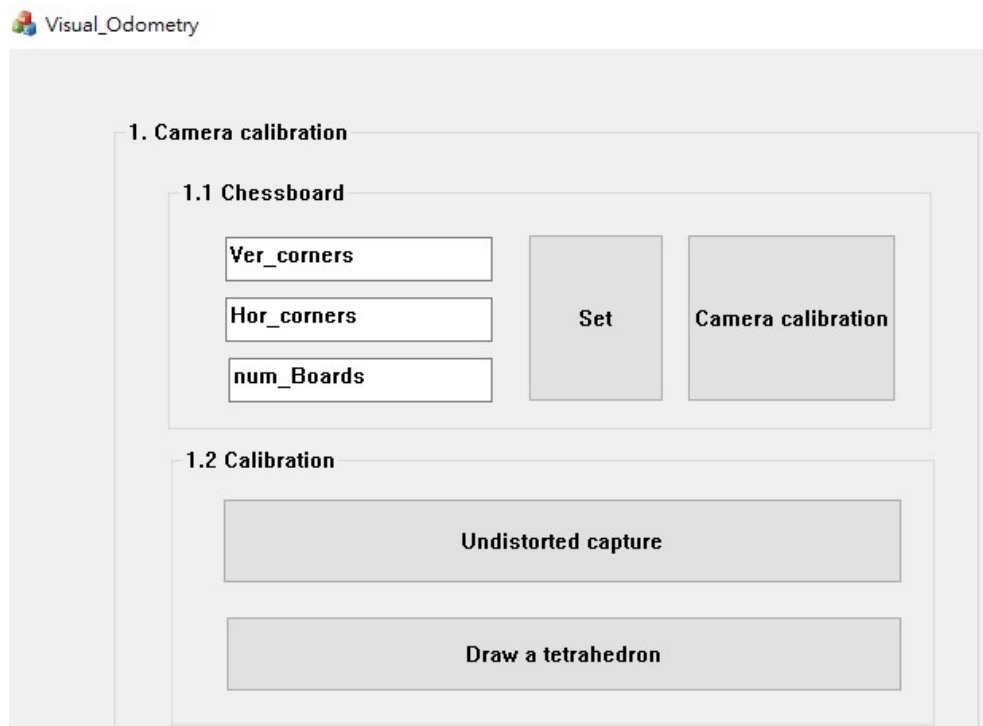 Visual_Odometry
1. Camera calibration
1.1 Chessboard
Ver_corners
Hor_corners
num_Boards
Set
Camera calibration
1.2 Calibration
Undistorted capture
Draw a tetrahedron